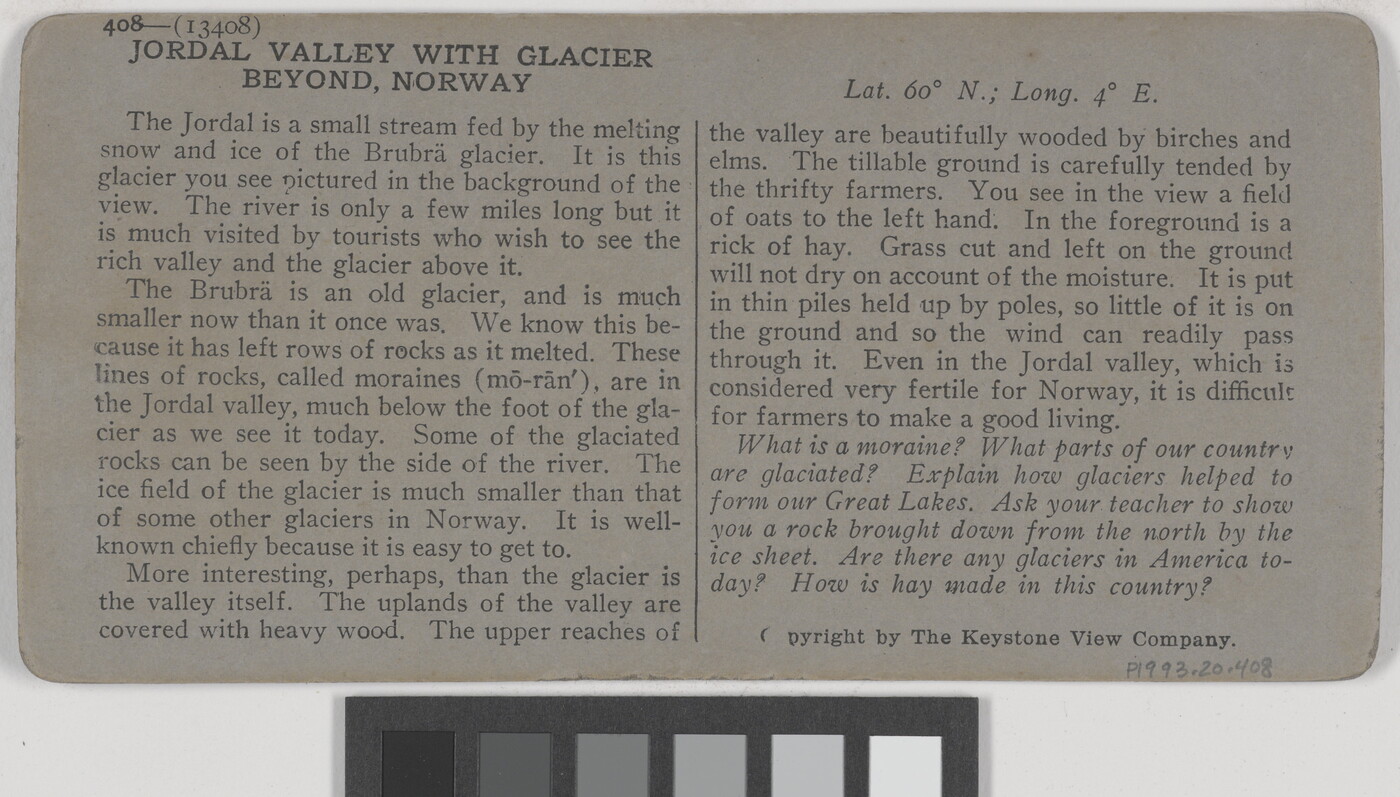 408—(13408)
JORDAL VALLEY WITH GLACIER
BEYOND, NORWAY
The Jordal is a small stream fed by the melting
snow and ice of the Brubrä glacier. It is this
glacier you see pictured in the background of the
view. The river is only a few miles long but it
is much visited by tourists who wish to see the
rich valley and the glacier above it.
The Brubrä is an old glacier, and is much
smaller now than it once was. We know this be-
cause it has left rows of rocks as it melted. These
lines of rocks, called moraines (mō-rān′), are in
the Jordal valley, much below the foot of the gla-
cier as we see it today. Some of the glaciated
rocks can be seen by the side of the river. The
ice field of the glacier is much smaller than that
of some other glaciers in Norway. It is well-
known chiefly because it is easy to get to.
More interesting, perhaps, than the glacier is
the valley itself. The uplands of the valley are
covered with heavy wood. The upper reaches of
Lat. 60° N.; Long. 4° E.
the valley are beautifully wooded by birches and
elms. The tillable ground is carefully tended by
the thrifty farmers. You see in the view a field
of oats to the left hand. In the foreground is a
rick of hay. Grass cut and left on the ground
will not dry on account of the moisture. It is put
in thin piles held up by poles, so little of it is on
the ground and so the wind can readily pass
through it. Even in the Jordal valley, which is
considered very fertile for Norway, it is difficult
for farmers to make a good living.
What is a moraine? What parts of our country
are glaciated? Explain how glaciers helped to
form our Great Lakes. Ask your teacher to show
you a rock brought down from the north by the
ice sheet. Are there any glaciers in America to-
day? How is hay made in this country?
C pyright by The Keystone View Company.
P1993.20.408